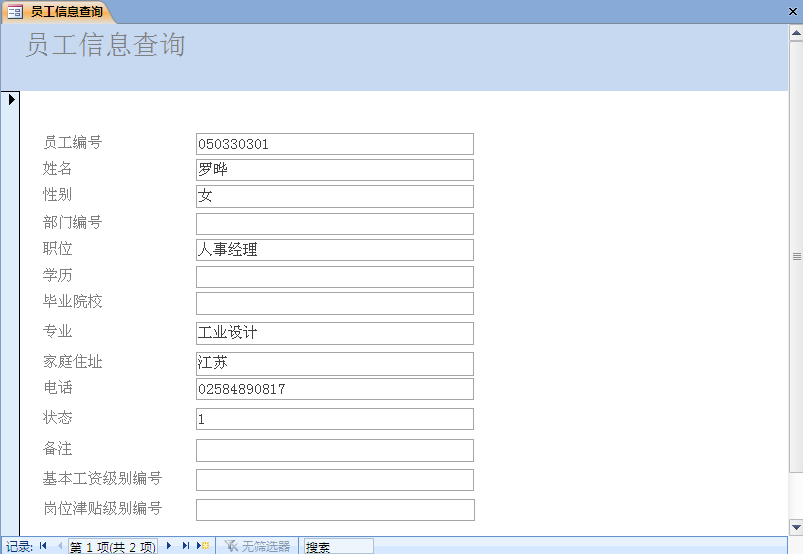 员工信息查询
员工信息查询
员工编号 050330301
姓名 罗晔
性别 女
部门编号
职位 人事经理
学历
毕业院校
专业 工业设计
家庭住址 江苏
电话 02584890817
状态 1
备注
基本工资级别编号
岗位津贴级别编号
记录: 第 1 项(共 2 项) 无筛选器 搜索